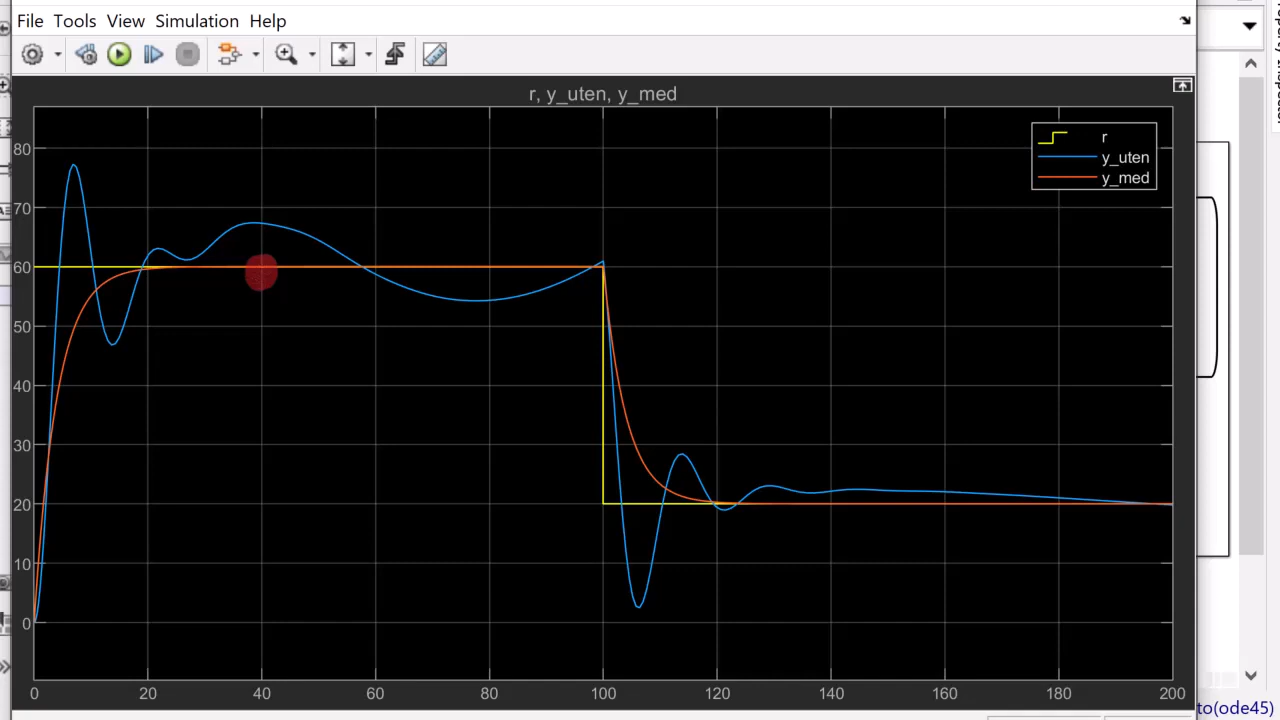 File Tools View Simulation Help
r, y_uten, y_med
r
y_uten
y_med
80
70
60
50
40
30
20
10
0
0 20 40 60 80 100 120 140 160 180 200
to(ode45)